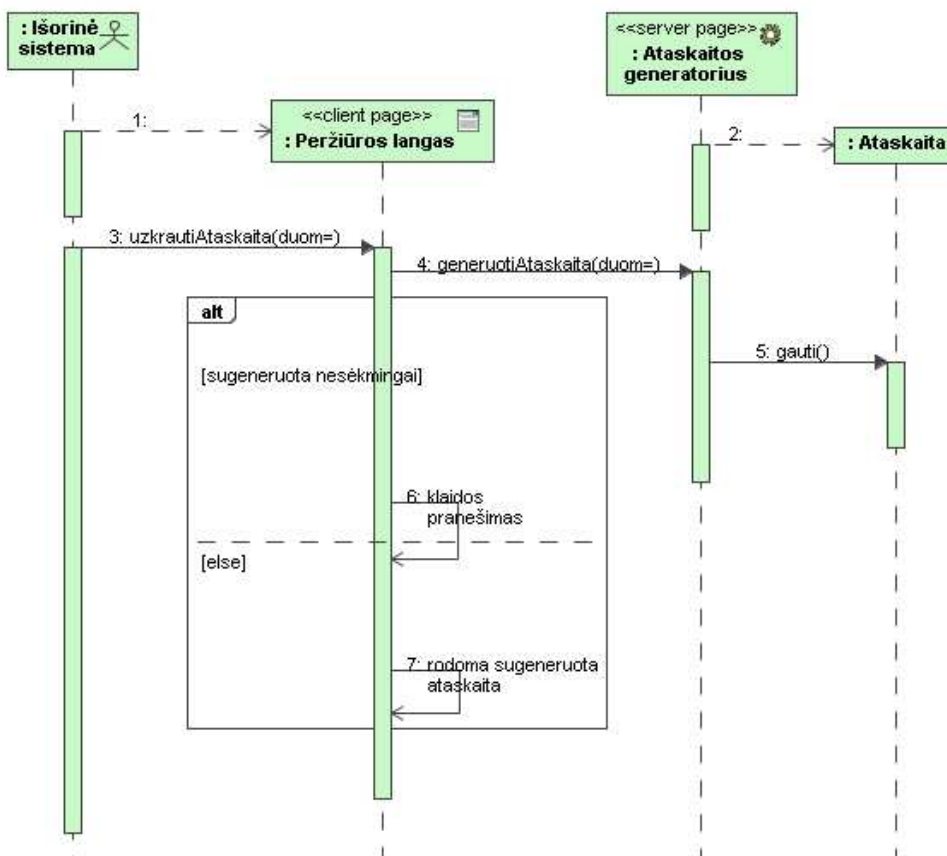 : Išorinė
sistema
<<server page>>
: Ataskaitos
generatorius
1:
<<client page>>
: Peržiūros langas
2:
: Ataskaita
3: uzkrautiAtaskaita(duom=)
4: generuotiAtaskaita(duom=)
alt
5: gauti()
[sugeneruota nesėkmingai]
6: klaidos
pranešimas
[else]
7: rodoma sugeneruota
ataskaita